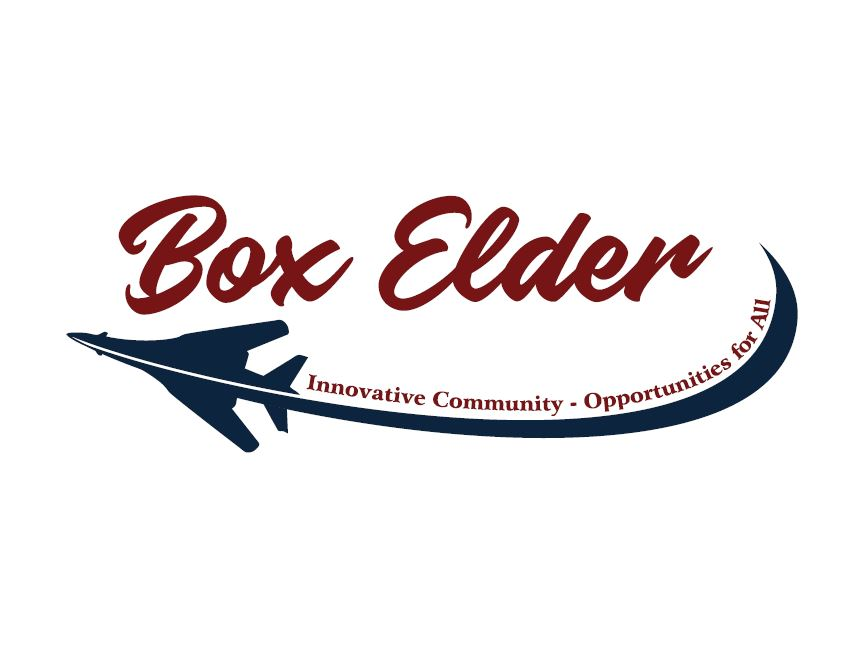 Box Elder
Innovative Community - Opportunities for All